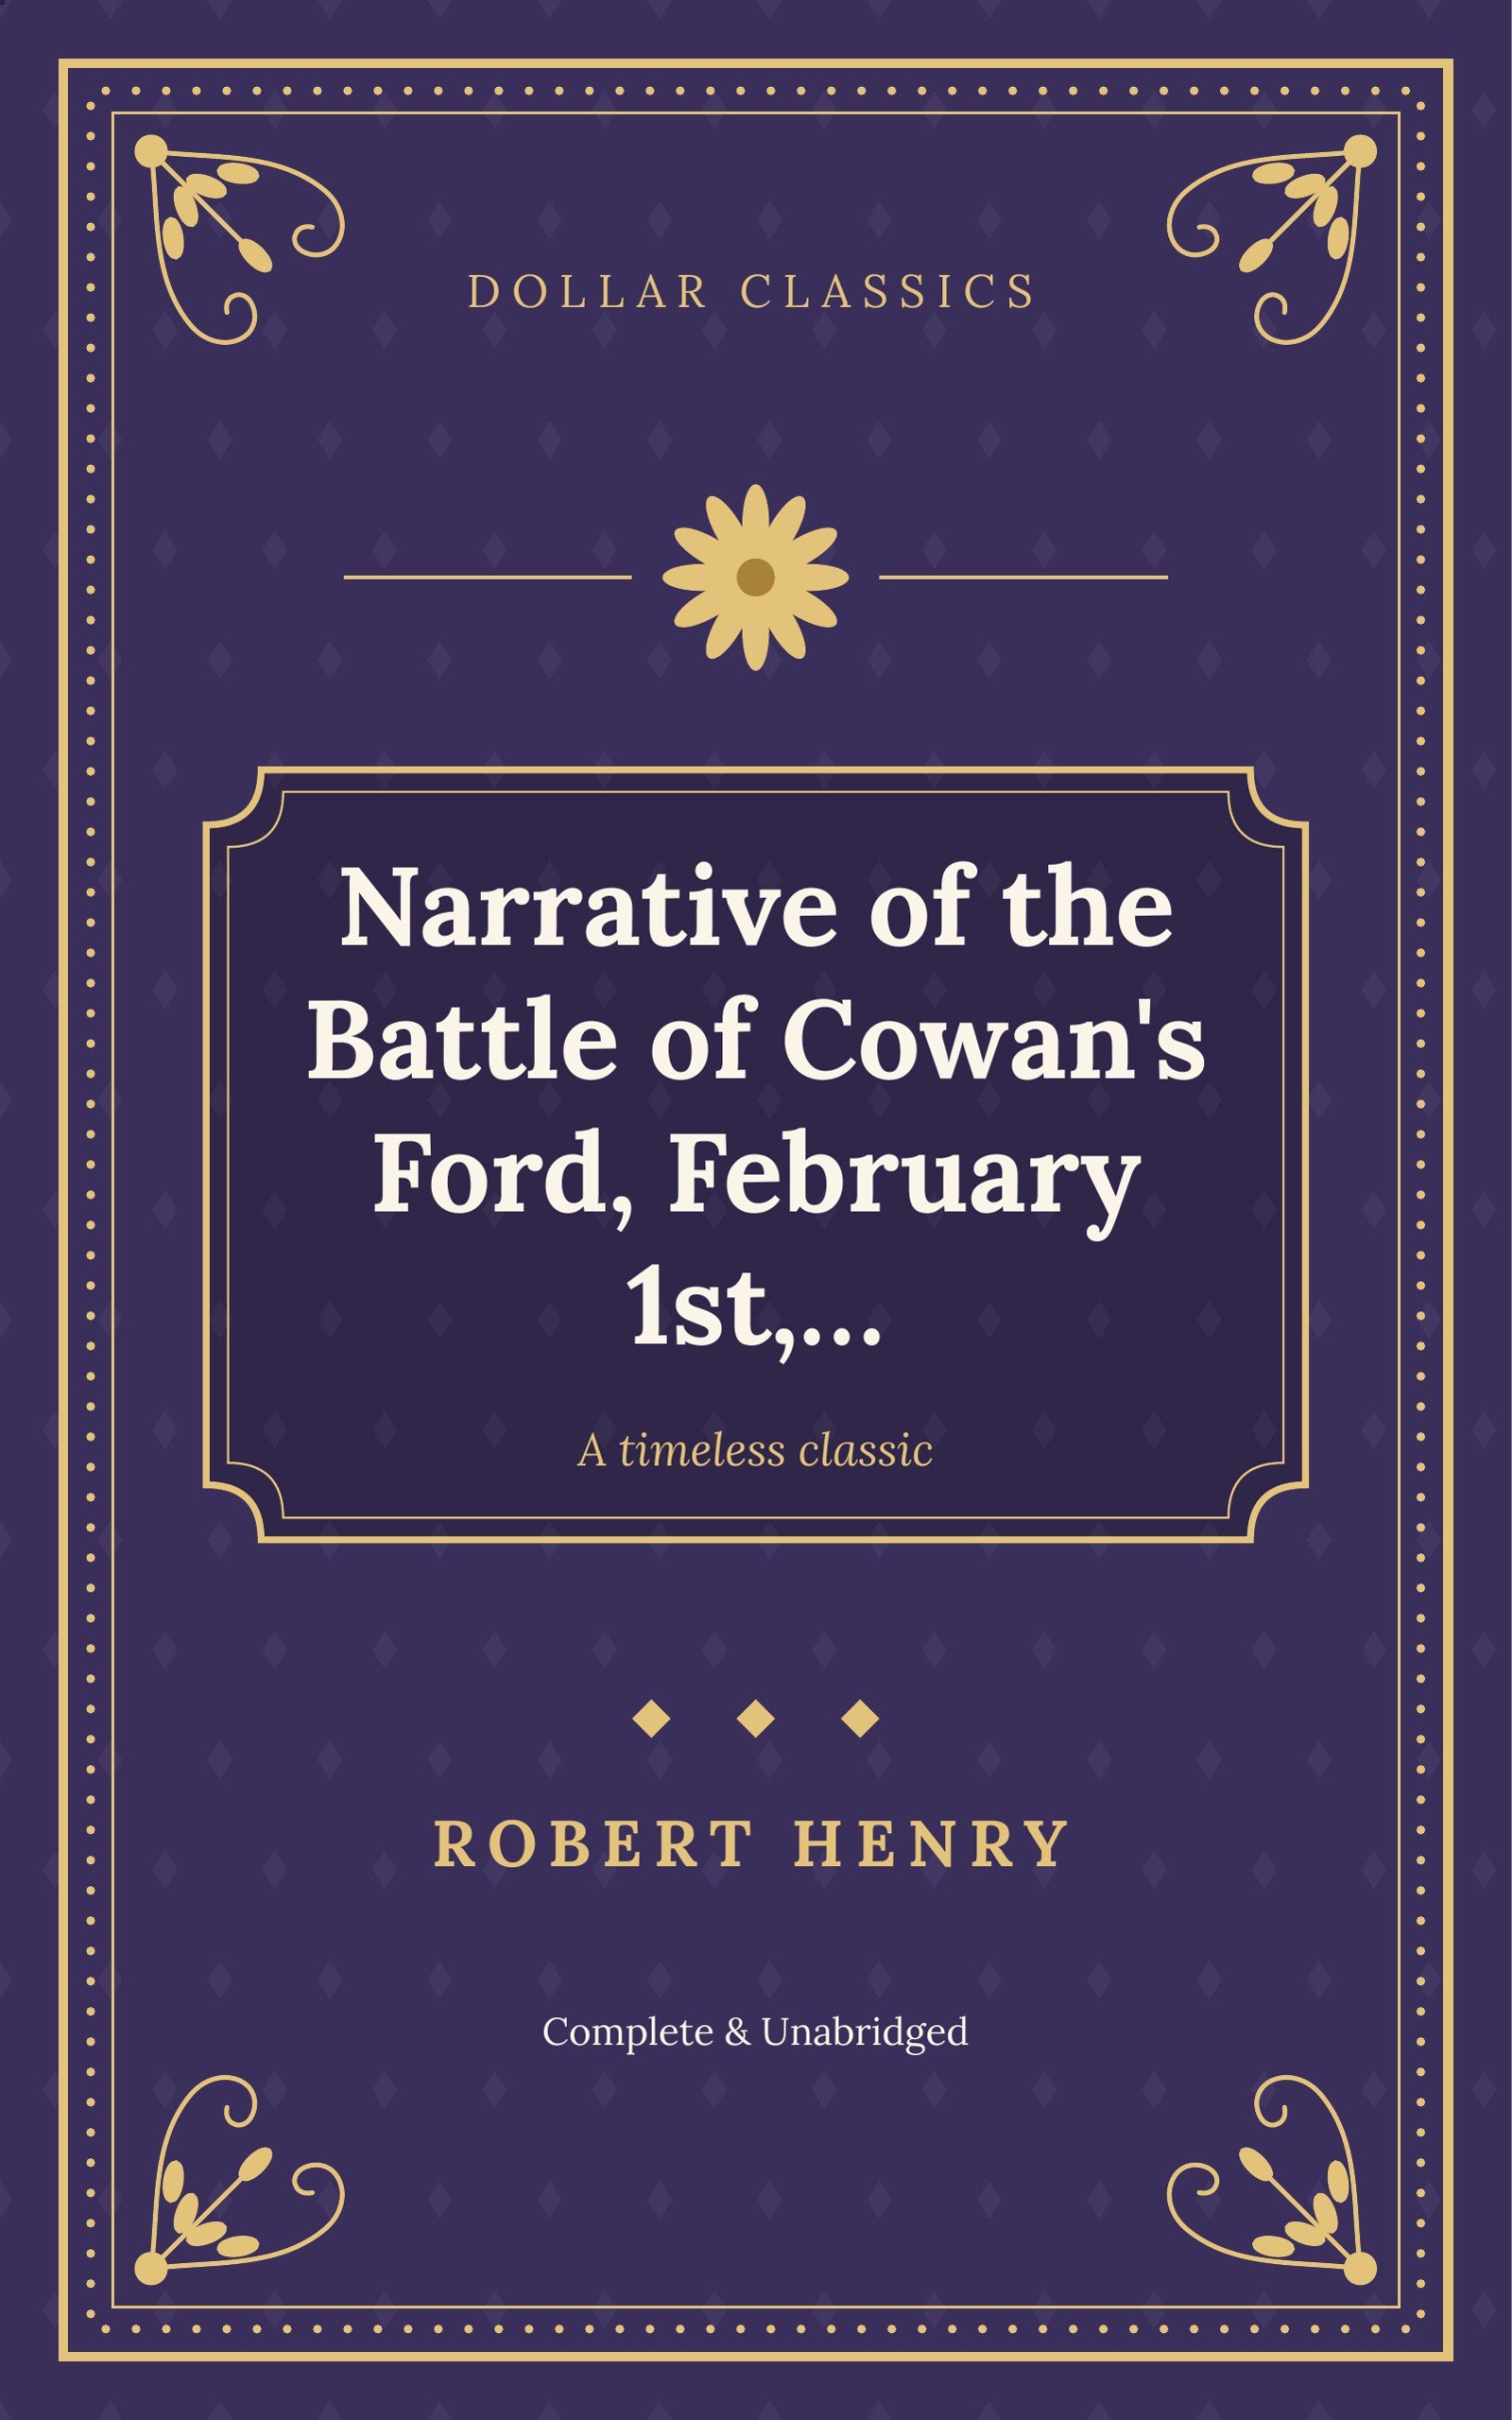 DOLLAR CLASSICS
Narrative of the
Battle of Cowan's
Ford, February
1st,...
A timeless classic
ROBERT HENRY
Complete & Unabridged